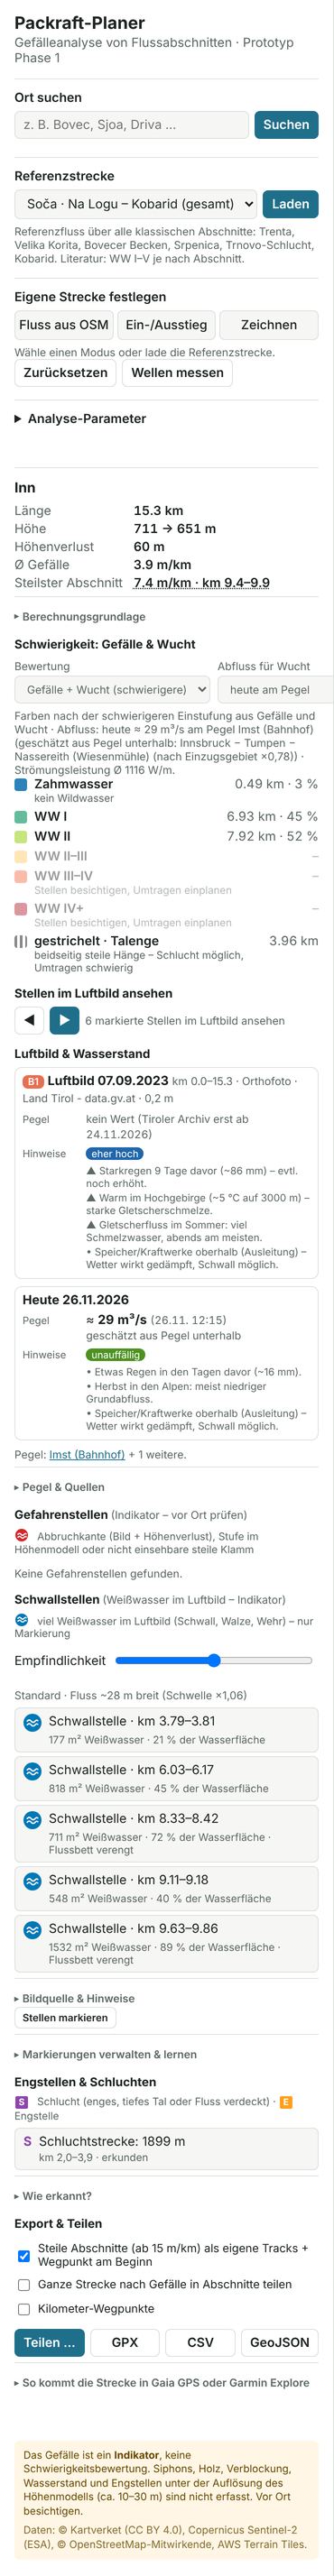 Packraft-Planer
Gefälleanalyse von Flussabschnitten · Prototyp
Phase 1
Ort suchen
z. B. Bovec, Sjoa, Driva ...
Suchen
Referenzstrecke
Soča · Na Logu – Kobarid (gesamt)
Laden
Referenzfluss über alle klassischen Abschnitte: Trenta,
Velika Korita, Bovecer Becken, Srpenica, Trnovo-Schlucht,
Kobarid. Literatur: WW I–V je nach Abschnitt.
Eigene Strecke festlegen
Fluss aus OSM
Ein-/Ausstieg
Zeichnen
Wähle einen Modus oder lade die Referenzstrecke.
Zurücksetzen
Wellen messen
▶ Analyse-Parameter
Inn
Länge 15.3 km
Höhe 711 → 651 m
Höhenverlust 60 m
Ø Gefälle 3.9 m/km
Steilster Abschnitt 7.4 m/km · km 9.4–9.9
▸ Berechnungsgrundlage
Schwierigkeit: Gefälle & Wucht
Bewertung Abfluss für Wucht
Gefälle + Wucht (schwierigere) heute am Pegel
Farben nach der schwierigeren Einstufung aus Gefälle und
Wucht · Abfluss: heute ≈ 29 m³/s am Pegel Imst (Bahnhof)
(geschätzt aus Pegel unterhalb: Innsbruck − Tumpen −
Nassereith (Wiesenmühle) (nach Einzugsgebiet ×0,78)) ·
Strömungsleistung Ø 1116 W/m.
Zahmwasser 0.49 km · 3 %
kein Wildwasser
WW I 6.93 km · 45 %
WW II 7.92 km · 52 %
WW II–III –
WW III–IV –
Stellen besichtigen, Umtragen einplanen
WW IV+ –
Stellen besichtigen, Umtragen einplanen
gestrichelt · Talenge 3.96 km
beidseitig steile Hänge – Schlucht möglich,
Umtragen schwierig
Stellen im Luftbild ansehen
◀ ▶ 6 markierte Stellen im Luftbild ansehen
Luftbild & Wasserstand
B1 Luftbild 07.09.2023 km 0.0–15.3 · Orthofoto ·
Land Tirol - data.gv.at · 0,2 m
Pegel kein Wert (Tiroler Archiv erst ab
24.11.2026)
Hinweise eher hoch
▲ Starkregen 9 Tage davor (~86 mm) – evtl.
noch erhöht.
▲ Warm im Hochgebirge (~5 °C auf 3000 m) –
starke Gletscherschmelze.
▲ Gletscherfluss im Sommer: viel
Schmelzwasser, abends am meisten.
• Speicher/Kraftwerke oberhalb (Ausleitung) –
Wetter wirkt gedämpft, Schwall möglich.
Heute 26.11.2026
Pegel ≈ 29 m³/s (26.11. 12:15)
geschätzt aus Pegel unterhalb
Hinweise unauffällig
• Etwas Regen in den Tagen davor (~16 mm).
• Herbst in den Alpen: meist niedriger
Grundabfluss.
• Speicher/Kraftwerke oberhalb (Ausleitung) –
Wetter wirkt gedämpft, Schwall möglich.
Pegel: Imst (Bahnhof) + 1 weitere.
▸ Pegel & Quellen
Gefahrenstellen (Indikator – vor Ort prüfen)
Abbruchkante (Bild + Höhenverlust), Stufe im
Höhenmodell oder nicht einsehbare steile Klamm
Keine Gefahrenstellen gefunden.
Schwallstellen (Weißwasser im Luftbild – Indikator)
viel Weißwasser im Luftbild (Schwall, Walze, Wehr) – nur
Markierung
Empfindlichkeit
Standard · Fluss ~28 m breit (Schwelle ×1,06)
Schwallstelle · km 3.79–3.81
177 m² Weißwasser · 21 % der Wasserfläche
Schwallstelle · km 6.03–6.17
818 m² Weißwasser · 45 % der Wasserfläche
Schwallstelle · km 8.33–8.42
711 m² Weißwasser · 72 % der Wasserfläche ·
Flussbett verengt
Schwallstelle · km 9.11–9.18
548 m² Weißwasser · 40 % der Wasserfläche
Schwallstelle · km 9.63–9.86
1532 m² Weißwasser · 89 % der Wasserfläche ·
Flussbett verengt
▸ Bildquelle & Hinweise
Stellen markieren
▸ Markierungen verwalten & lernen
Engstellen & Schluchten
S Schlucht (enges, tiefes Tal oder Fluss verdeckt) · E
Engstelle
S Schluchtstrecke: 1899 m
km 2,0–3,9 · erkunden
▸ Wie erkannt?
Export & Teilen
Steile Abschnitte (ab 15 m/km) als eigene Tracks +
Wegpunkt am Beginn
Ganze Strecke nach Gefälle in Abschnitte teilen
Kilometer-Wegpunkte
Teilen ...
GPX
CSV
GeoJSON
▸ So kommt die Strecke in Gaia GPS oder Garmin Explore
Das Gefälle ist ein Indikator, keine
Schwierigkeitsbewertung. Siphons, Holz, Verblockung,
Wasserstand und Engstellen unter der Auflösung des
Höhenmodells (ca. 10–30 m) sind nicht erfasst. Vor Ort
besichtigen.
Daten: © Kartverket (CC BY 4.0), Copernicus Sentinel-2
(ESA), © OpenStreetMap-Mitwirkende, AWS Terrain Tiles.